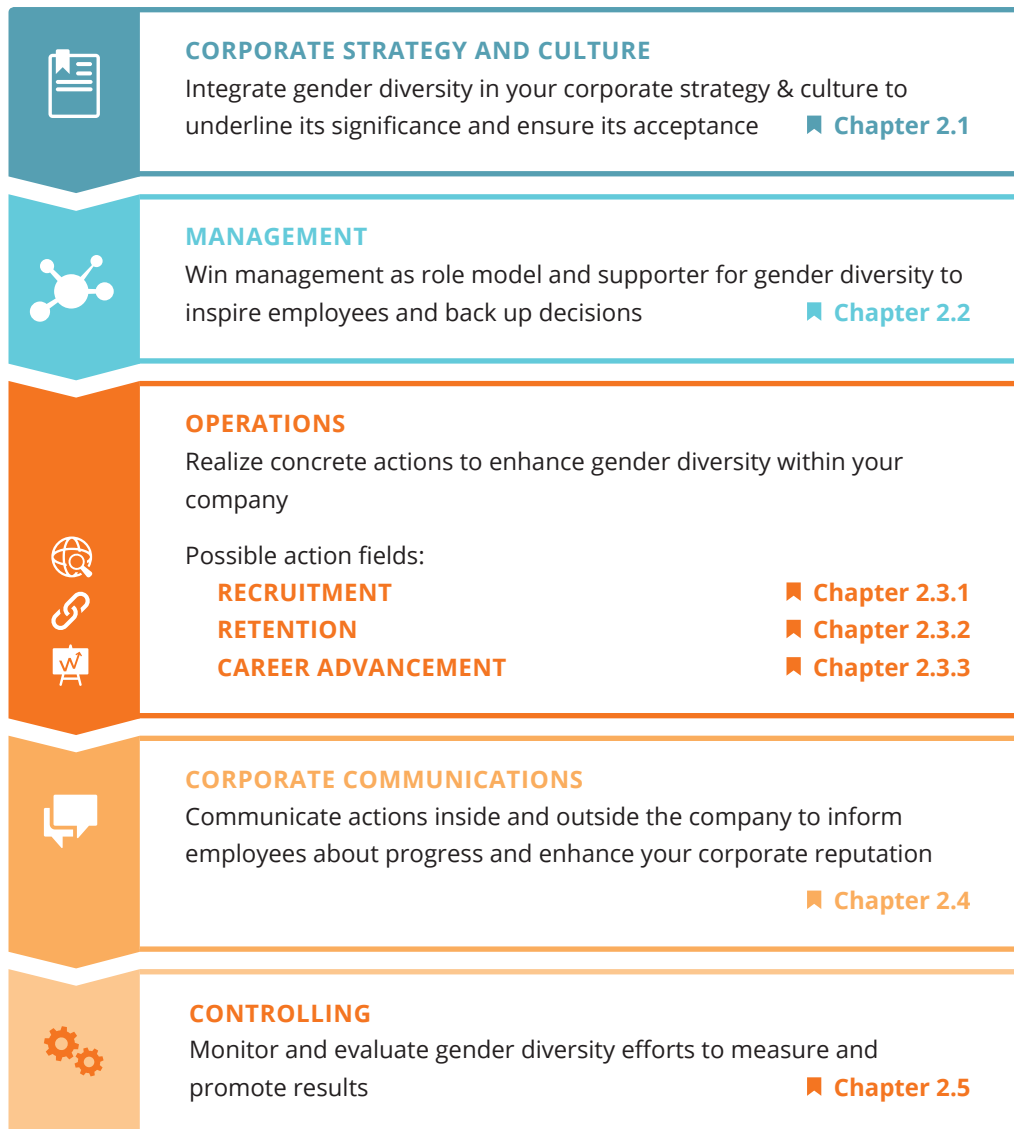 CORPORATE STRATEGY AND CULTURE
Integrate gender diversity in your corporate strategy & culture to
underline its significance and ensure its acceptance Chapter 2.1
MANAGEMENT
Win management as role model and supporter for gender diversity to
inspire employees and back up decisions Chapter 2.2
OPERATIONS
Realize concrete actions to enhance gender diversity within your
company
Possible action fields:
RECRUITMENT Chapter 2.3.1
RETENTION Chapter 2.3.2
CAREER ADVANCEMENT Chapter 2.3.3
CORPORATE COMMUNICATIONS
Communicate actions inside and outside the company to inform
employees about progress and enhance your corporate reputation
Chapter 2.4
CONTROLLING
Monitor and evaluate gender diversity efforts to measure and
promote results Chapter 2.5